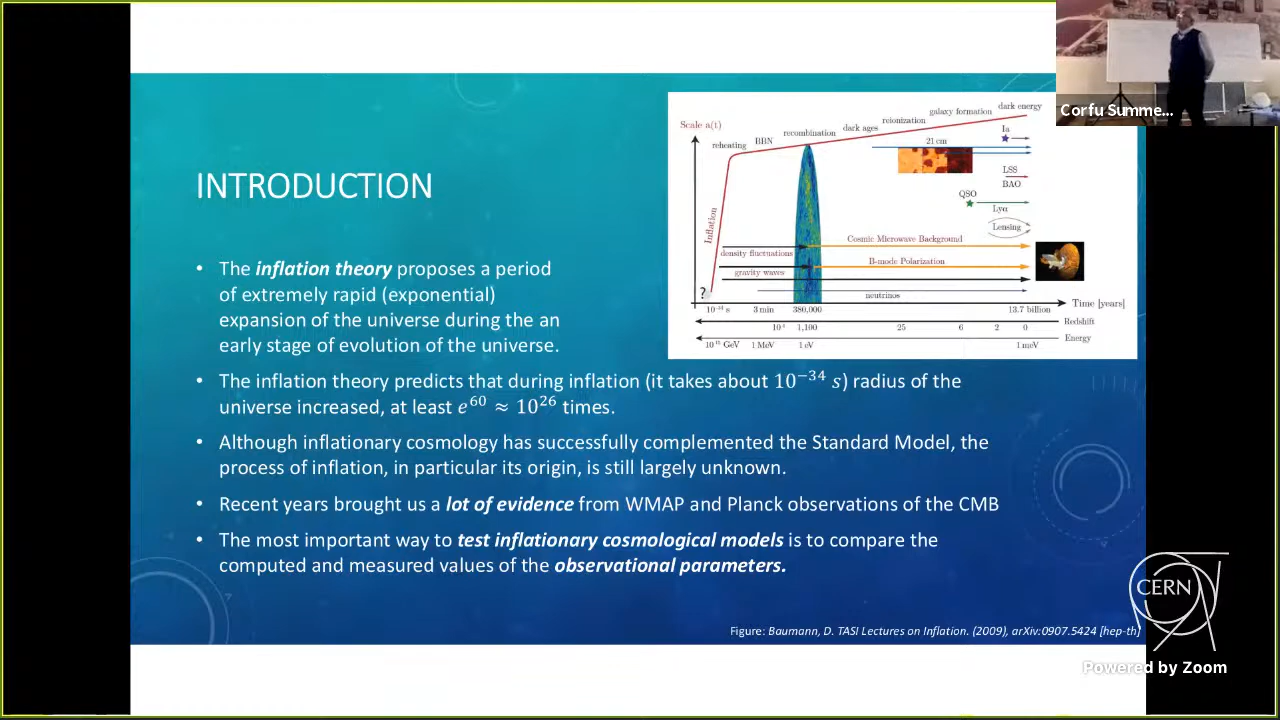 Corfu Summe...
INTRODUCTION
• The inflation theory proposes a period
of extremely rapid (exponential)
expansion of the universe during the an
early stage of evolution of the universe.
• The inflation theory predicts that during inflation (it takes about 10⁻³⁴ s) radius of the
universe increased, at least e⁶⁰ ≈ 10²⁶ times.
• Although inflationary cosmology has successfully complemented the Standard Model, the
process of inflation, in particular its origin, is still largely unknown.
• Recent years brought us a lot of evidence from WMAP and Planck observations of the CMB
• The most important way to test inflationary cosmological models is to compare the
computed and measured values of the observational parameters.
Scale a(t)
reheating
BBN
recombination
dark ages
reionization
galaxy formation
dark energy
Ia
21 cm
LSS
BAO
QSO
Lyα
Lensing
Inflation
Cosmic Microwave Background
density fluctuations
B-mode Polarization
gravity waves
neutrinos
?
3 min 380,000 13.7 billion Time [years]
1,100 25 6 2 0 Redshift
1 MeV 1 eV 1 meV Energy
Figure: Baumann, D. TASI Lectures on Inflation. (2009), arXiv:0907.5424 [hep-th]
CERN
Powered by Zoom